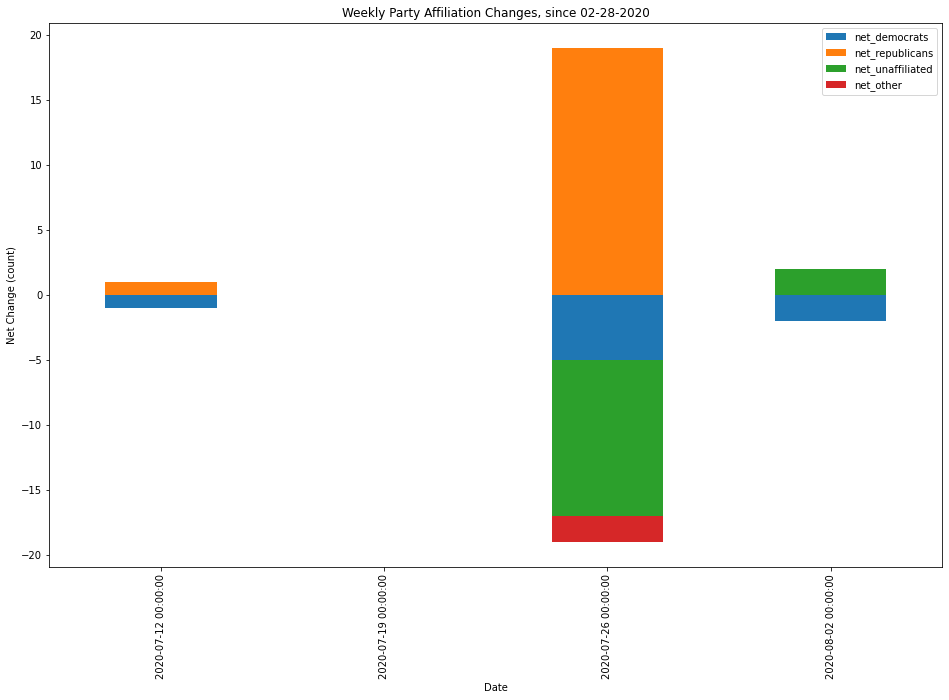 Weekly Party Affiliation Changes, since 02-28-2020
net_democrats
net_republicans
net_unaffiliated
net_other
Net Change (count)
20
15
10
5
0
−5
−10
−15
−20
2020-07-12 00:00:00
2020-07-19 00:00:00
2020-07-26 00:00:00
2020-08-02 00:00:00
Date